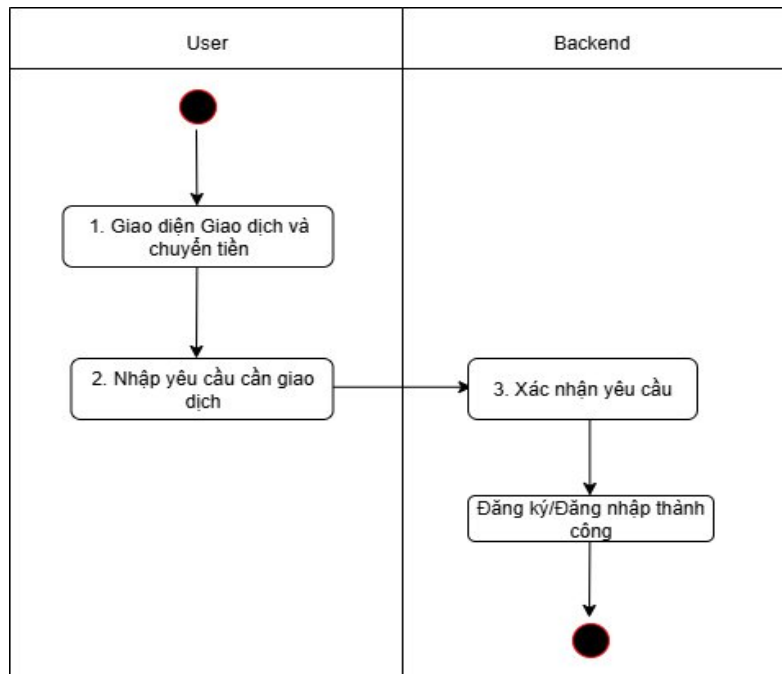 User
Backend
1. Giao diện Giao dịch và
chuyển tiền
2. Nhập yêu cầu cần giao
dịch
3. Xác nhận yêu cầu
Đăng ký/Đăng nhập thành
công